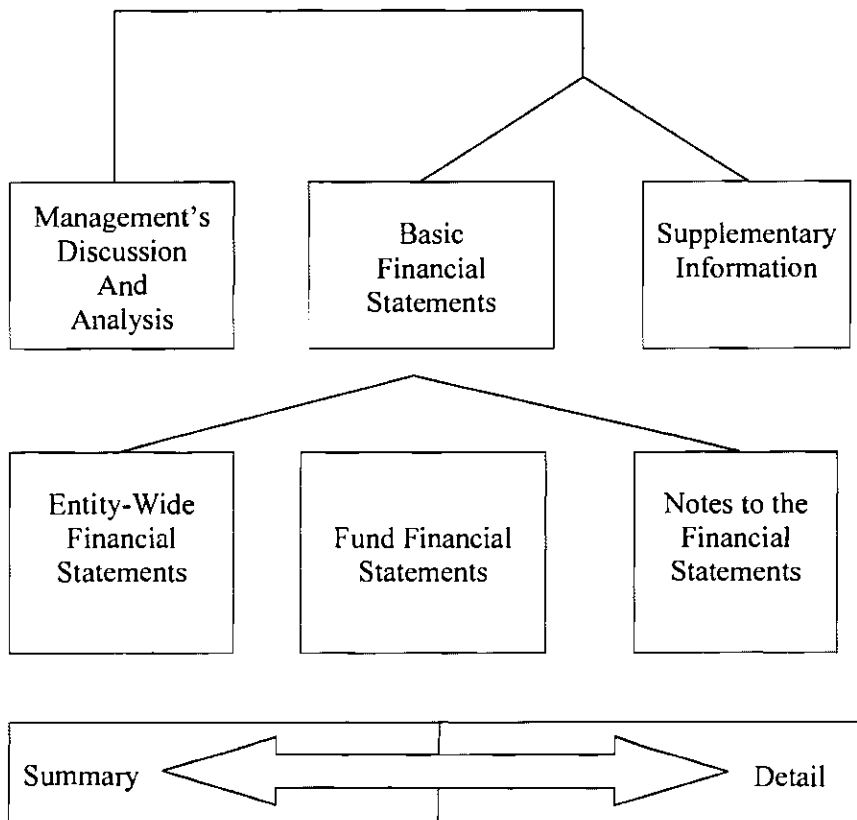 Management's
Discussion
And
Analysis
Basic
Financial
Statements
Supplementary
Information
Entity-Wide
Financial
Statements
Fund Financial
Statements
Notes to the
Financial
Statements
Summary
Detail